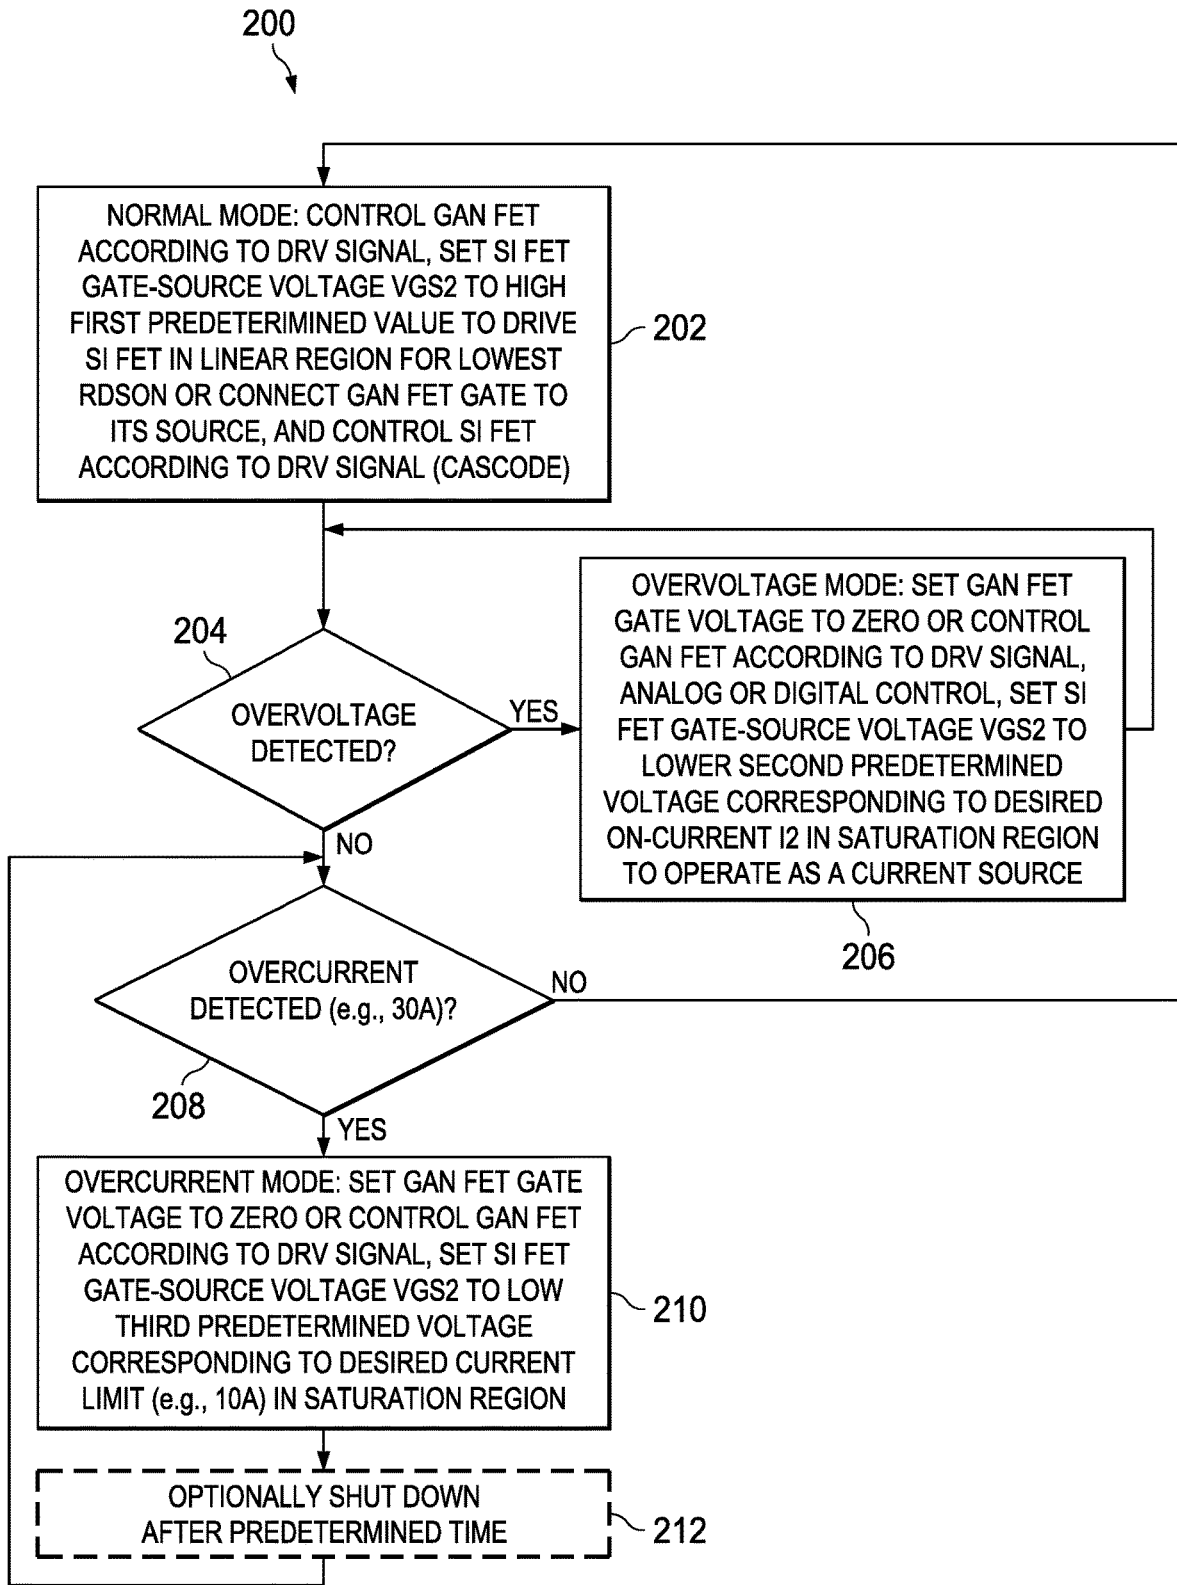 200
NORMAL MODE: CONTROL GAN FET
ACCORDING TO DRV SIGNAL, SET SI FET
GATE-SOURCE VOLTAGE VGS2 TO HIGH
FIRST PREDETERIMINED VALUE TO DRIVE
SI FET IN LINEAR REGION FOR LOWEST
RDSON OR CONNECT GAN FET GATE TO
ITS SOURCE, AND CONTROL SI FET
ACCORDING TO DRV SIGNAL (CASCODE)
202
204
OVERVOLTAGE
DETECTED?
YES
NO
OVERVOLTAGE MODE: SET GAN FET
GATE VOLTAGE TO ZERO OR CONTROL
GAN FET ACCORDING TO DRV SIGNAL,
ANALOG OR DIGITAL CONTROL, SET SI
FET GATE-SOURCE VOLTAGE VGS2 TO
LOWER SECOND PREDETERMINED
VOLTAGE CORRESPONDING TO DESIRED
ON-CURRENT I2 IN SATURATION REGION
TO OPERATE AS A CURRENT SOURCE
206
OVERCURRENT
DETECTED (e.g., 30A)?
NO
208
YES
OVERCURRENT MODE: SET GAN FET GATE
VOLTAGE TO ZERO OR CONTROL GAN FET
ACCORDING TO DRV SIGNAL, SET SI FET
GATE-SOURCE VOLTAGE VGS2 TO LOW
THIRD PREDETERMINED VOLTAGE
CORRESPONDING TO DESIRED CURRENT
LIMIT (e.g., 10A) IN SATURATION REGION
210
OPTIONALLY SHUT DOWN
AFTER PREDETERMINED TIME
212